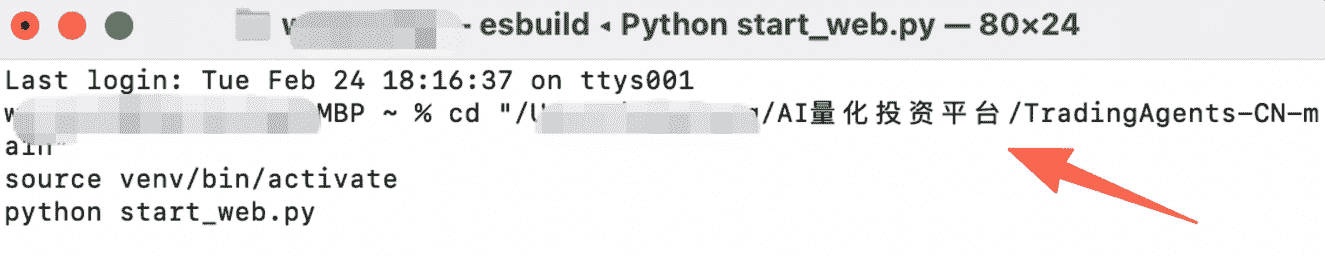 - esbuild ◂ Python start_web.py — 80×24
Last login: Tue Feb 24 18:16:37 on ttys001
MBP ~ % cd "/ /AI量化投资平台/TradingAgents-CN-m
ain"
source venv/bin/activate
python start_web.py